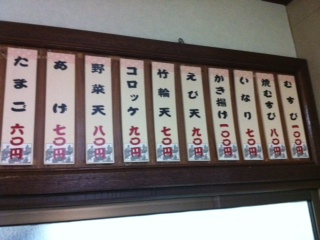 むすび 一〇〇円
焼むすび 八〇円
いなり 七〇円
かき揚げ 一〇〇円
えび天 九〇円
竹輪天 七〇円
コロッケ 九〇円
野菜天 八〇円
あげ 七〇円
たまご 六〇円